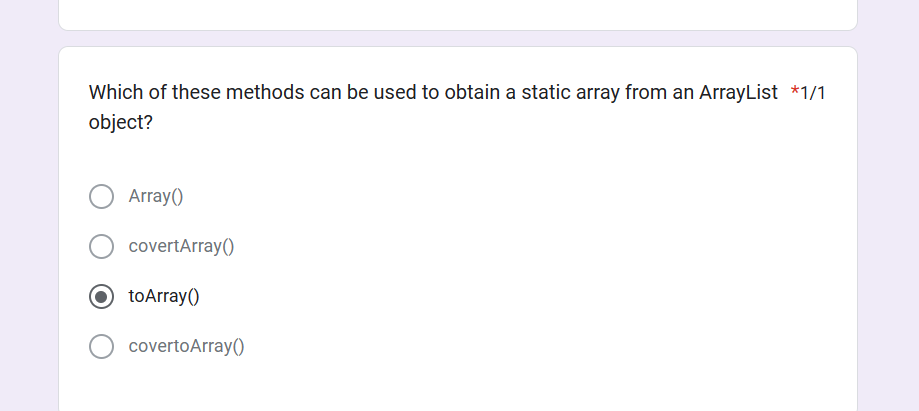 Which of these methods can be used to obtain a static array from an ArrayList *1/1
object?
Array()
covertArray()
toArray()
covertoArray()